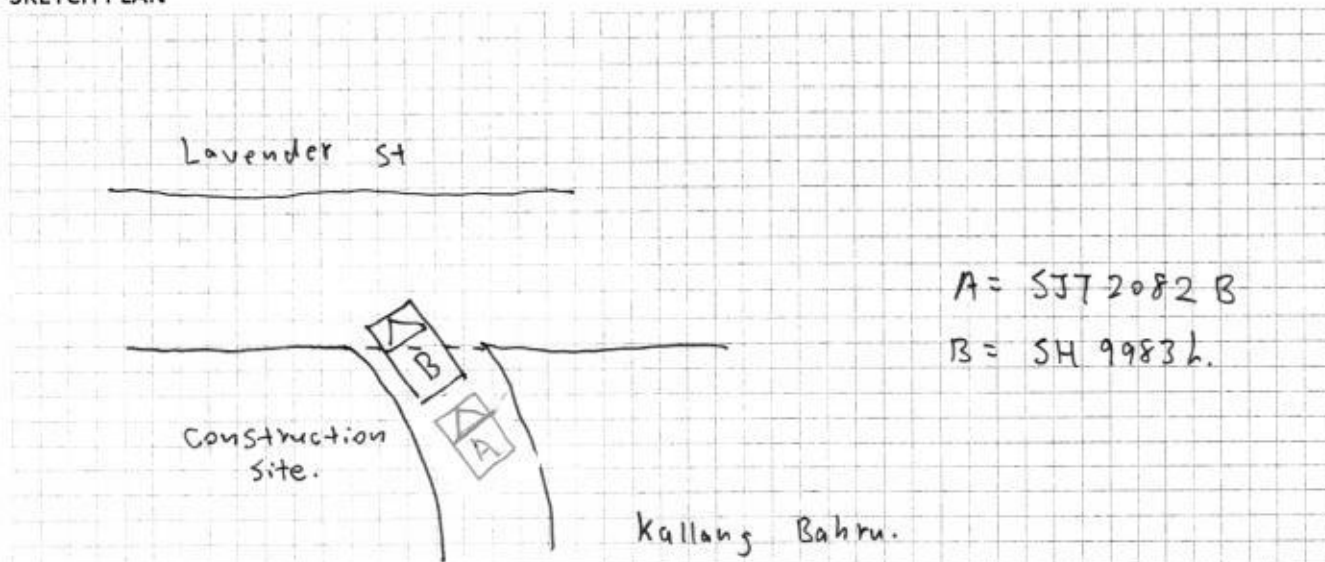 SKETCH PLAN
Lavender St
A = SJT 2082 B
B = SH 9983 L.
B
A
Construction
Site.
Kallang Bahru.